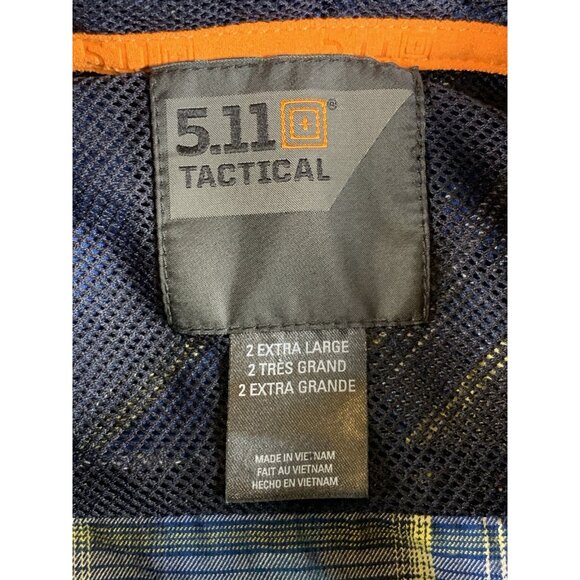 5.11®
TACTICAL
2 EXTRA LARGE
2 TRÈS GRAND
2 EXTRA GRANDE
MADE IN VIETNAM
FAIT AU VIETNAM
HECHO EN VIETNAM